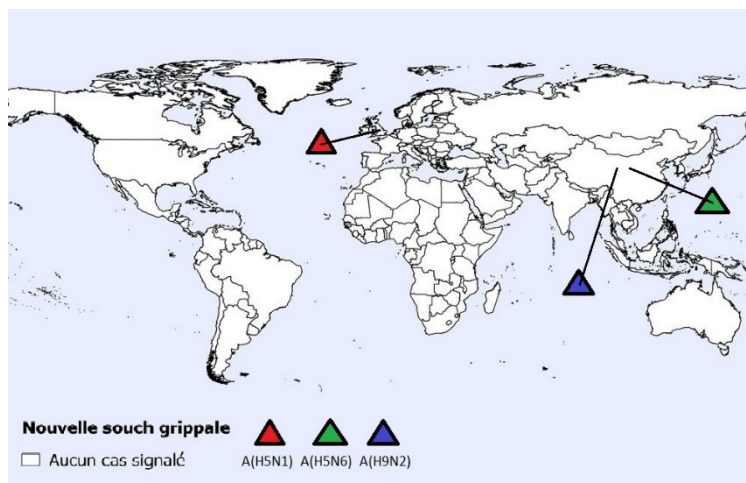 Nouvelle souch grippale
Aucun cas signalé
A(H5N1) A(H5N6) A(H9N2)